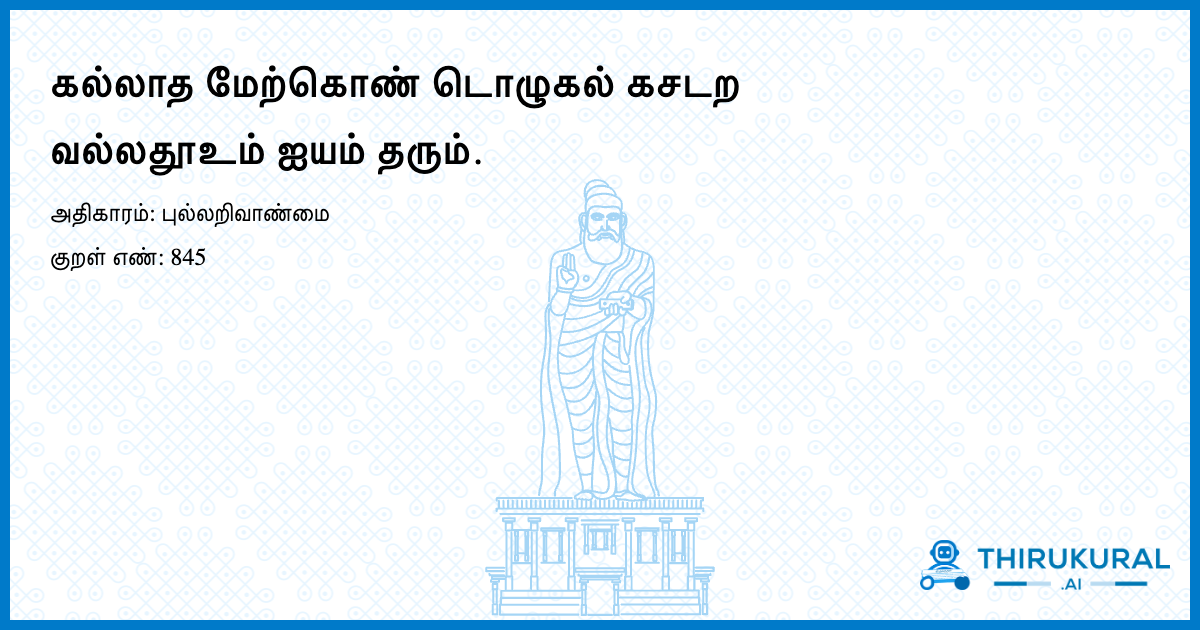 கல்லாத மேற்கொண் டொழுகல் கசடற
வல்லதூஉம் ஐயம் தரும்.
அதிகாரம்: புல்லறிவாண்மை
குறள் எண்: 845
THIRUKURAL
.AI